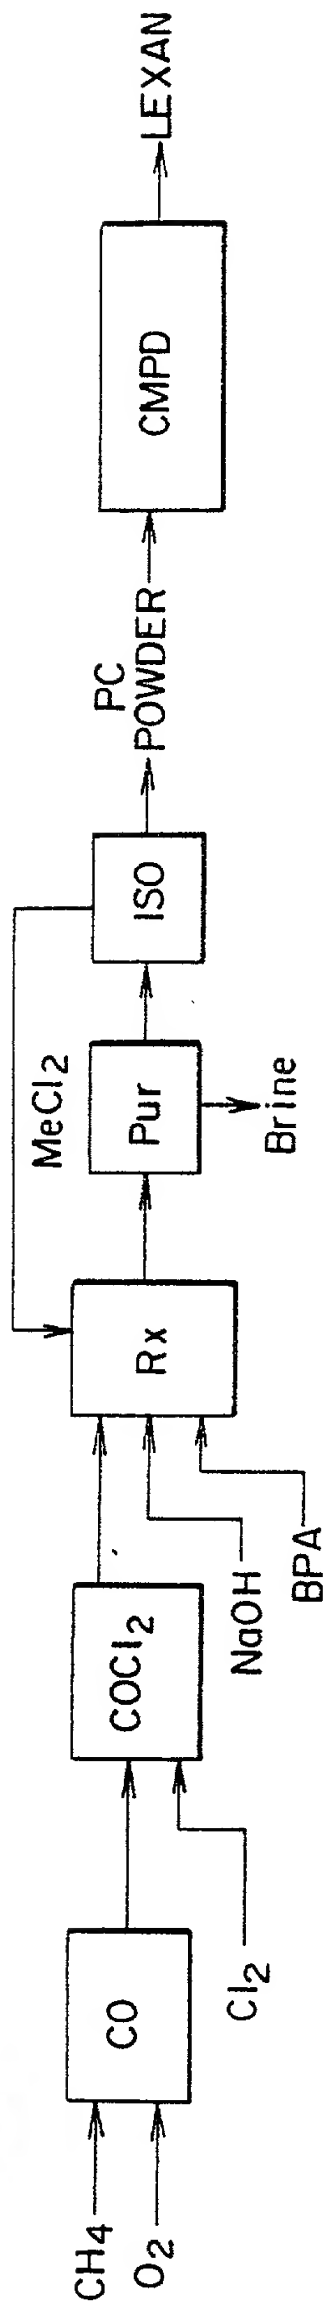 CH4
O2
CO
Cl2
COCl2
NaOH
BPA
Rx
MeCl2
Pur
Brine
ISO
PC
POWDER
CMPD
LEXAN